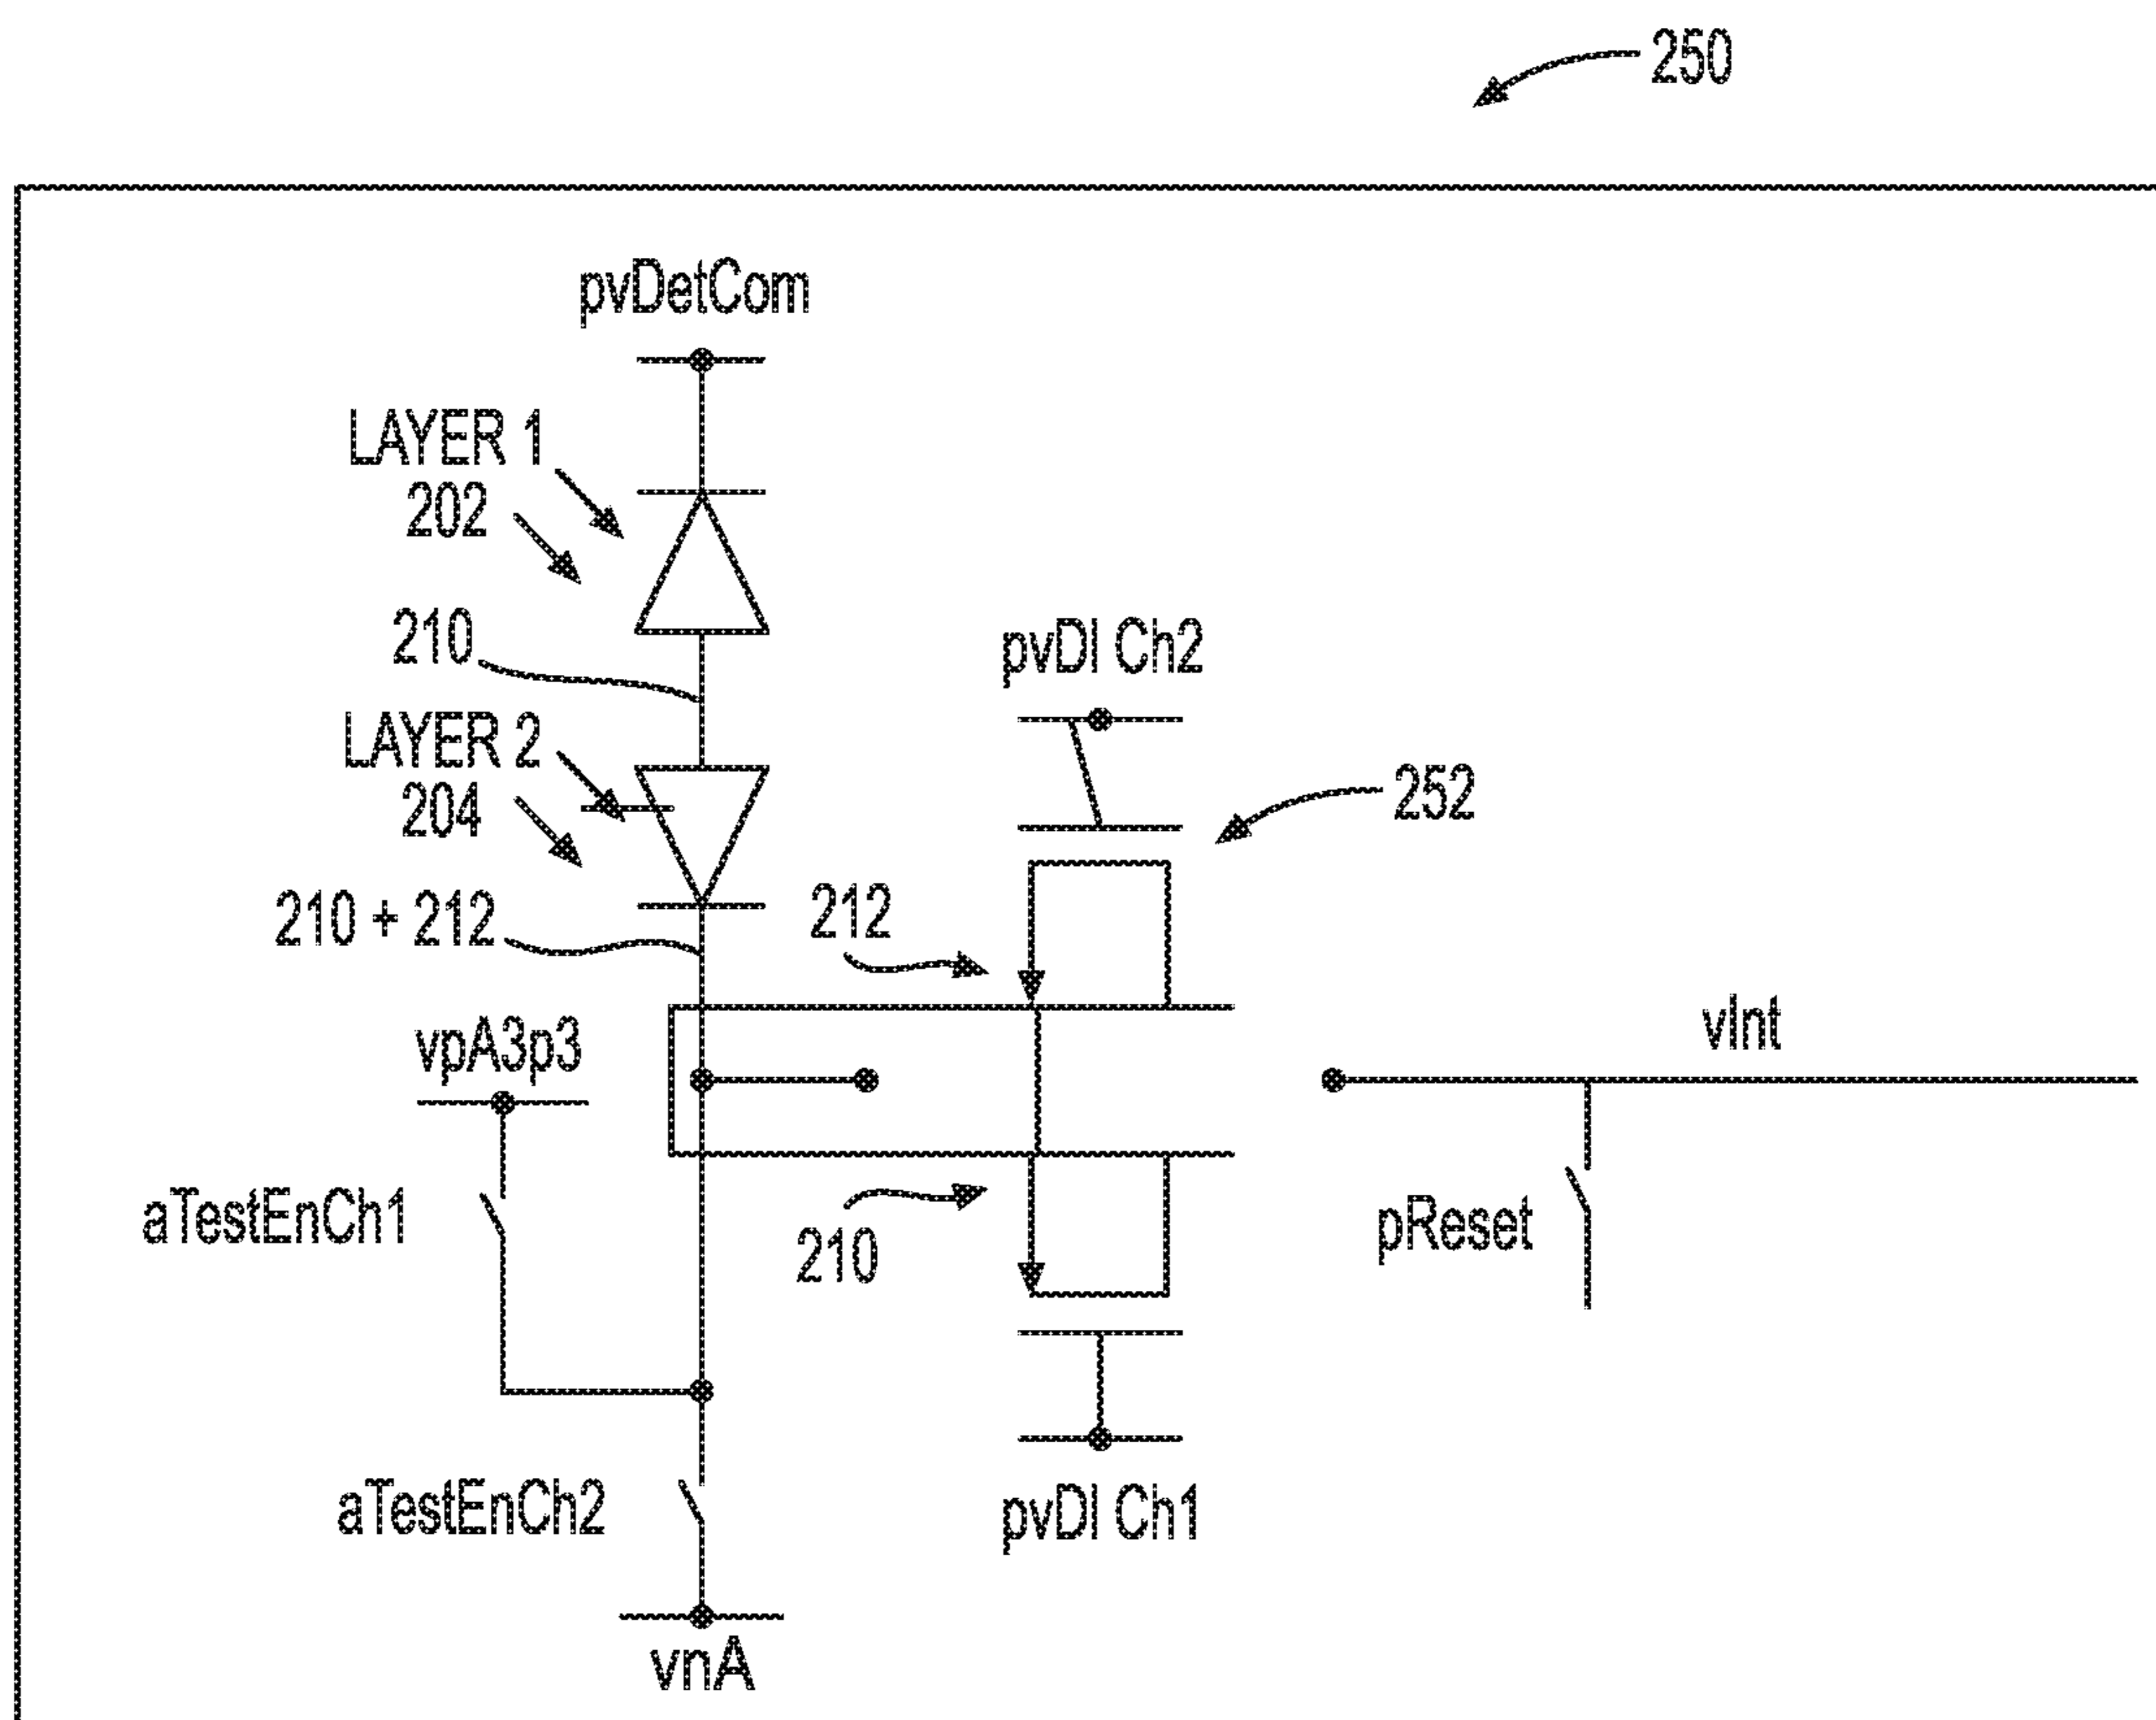 250
pvDetCom
LAYER 1
202
210
LAYER 2
204
210 + 212
pvDI Ch2
252
212
vpA3p3
vInt
aTestEnCh1
210
pReset
aTestEnCh2
pvDI Ch1
vnA